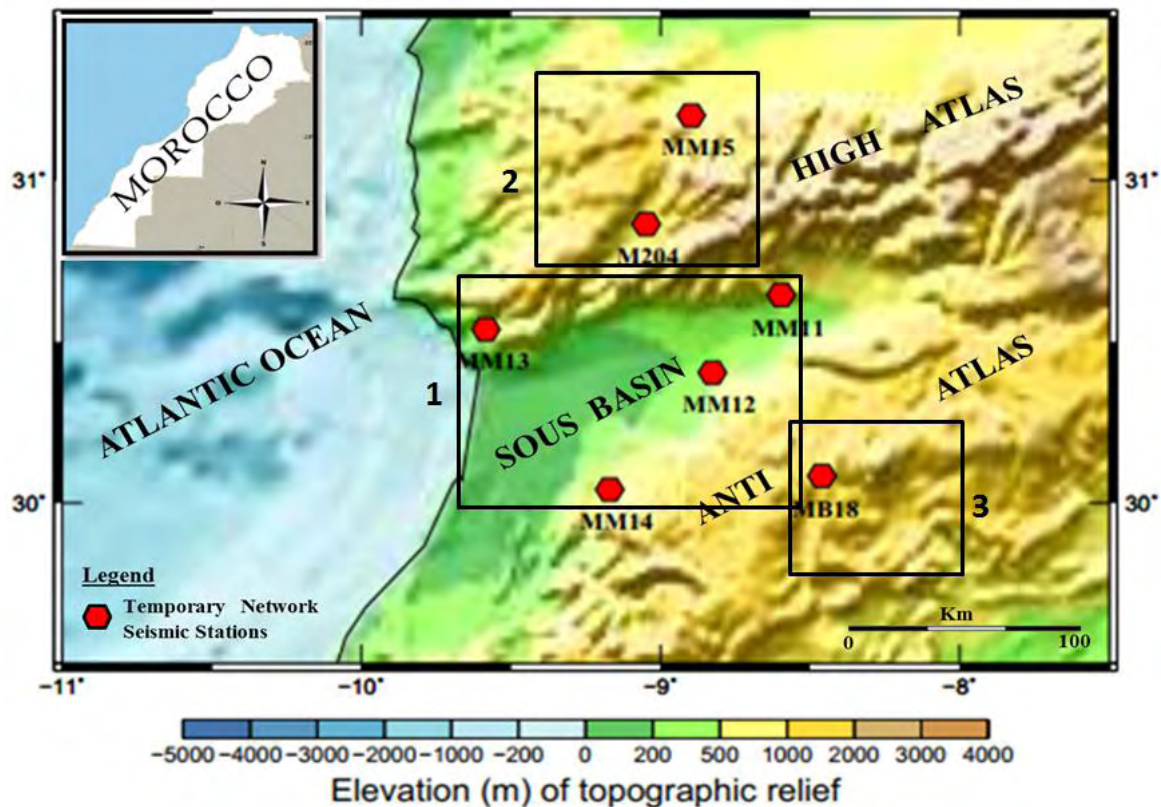 MOROCCO
N
S
HIGH ATLAS
MM15
31°
31°
2
M204
MM11
ATLANTIC OCEAN
MM13
1
MM12
SOUS BASIN
ATLAS
ANTI
30°
30°
MM14
MB18
3
Legend
Temporary Network
Seismic Stations
Km
0 100
−11° −10° −9° −8°
−5000 −4000 −3000 −2000 −1000 −200 0 200 500 1000 2000 3000 4000
Elevation (m) of topographic relief